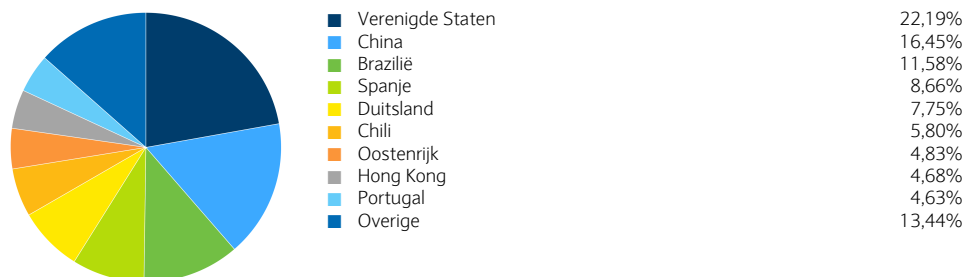 Verenigde Staten 22,19%
China 16,45%
Brazilië 11,58%
Spanje 8,66%
Duitsland 7,75%
Chili 5,80%
Oostenrijk 4,83%
Hong Kong 4,68%
Portugal 4,63%
Overige 13,44%